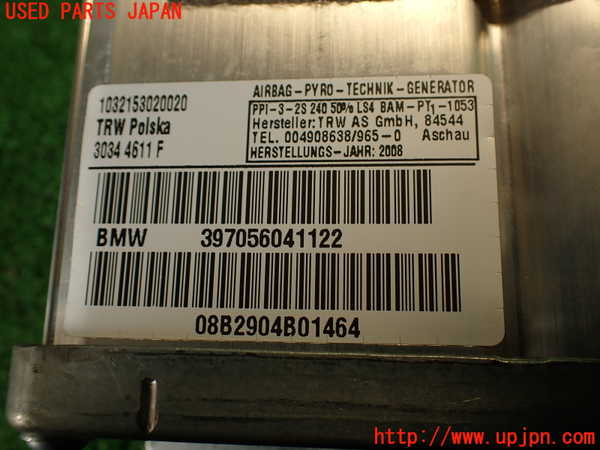 USED PARTS JAPAN
1032153020020
TRW Polska
3034 4611 F
AIRBAG-PYRO-TECHNIK-GENERATOR
PPI-3-2S 240 50% LS4 BAM-PT1-1053
Hersteller: TRW AS GmbH, 84544
TEL. 004908638/965-0 Aschau
HERSTELLUNGS-JAHR: 2008
BMW 397056041122
08B2904B01464
http://www.upjpn.com/